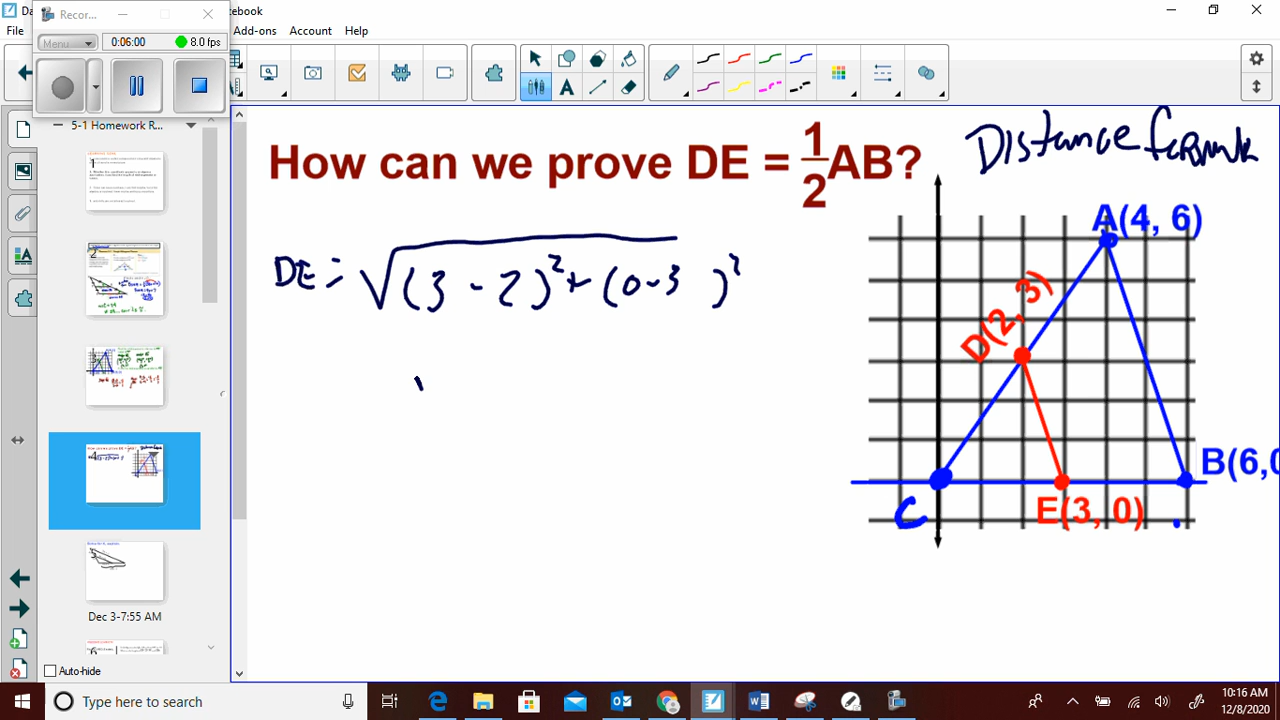 Recor...
ebook
File
Add-ons
Account
Help
Menu
0:06:00
8.0 fps
5-1 Homework R...
Distance formula
How can we prove DE = 1/2 AB?
DE = √(3 - 2)² + (0 - 3 )²
A(4, 6)
D(2, 3)
B(6,0
C
E(3, 0)
Dec 3-7:55 AM
Auto-hide
Type here to search
10:16 AM
12/8/2020